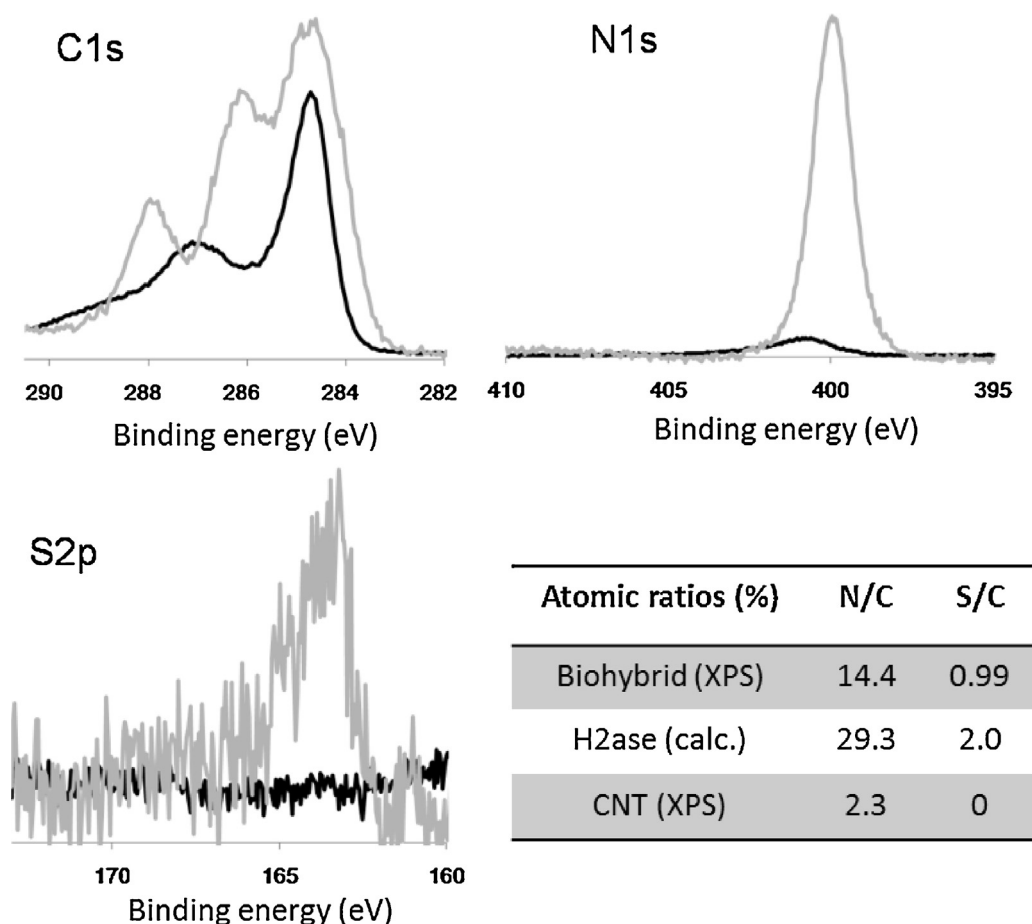 C1s
290 288 286 284 282
Binding energy (eV)
N1s
410 405 400 395
Binding energy (eV)
S2p
170 165 160
Binding energy (eV)
Atomic ratios (%) N/C S/C
Biohybrid (XPS) 14.4 0.99
H2ase (calc.) 29.3 2.0
CNT (XPS) 2.3 0